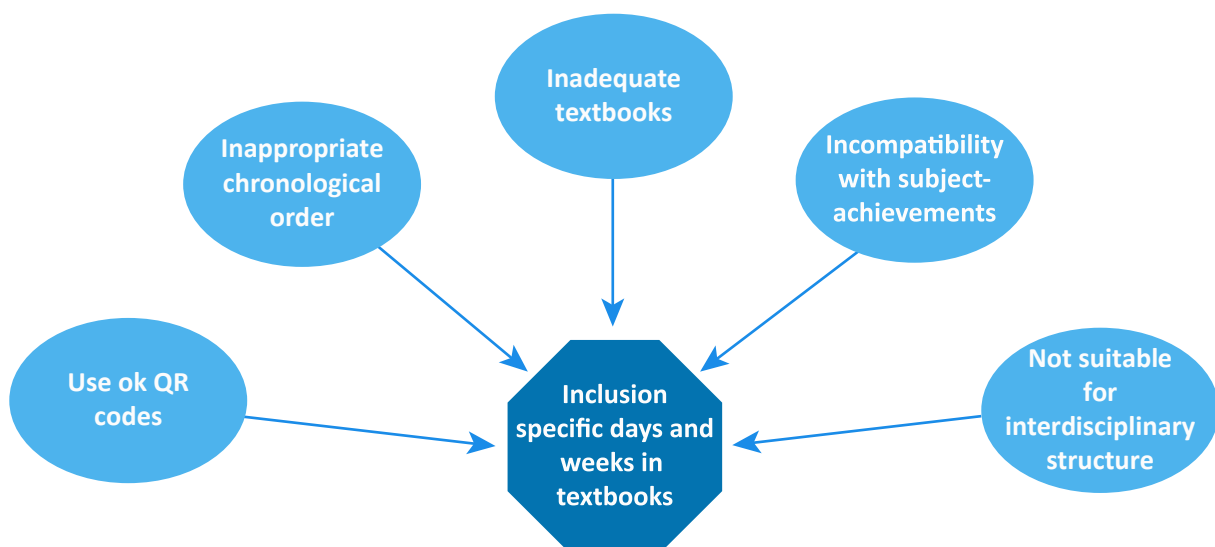 Inadequate
textbooks
Inappropriate
chronological
order
Incompatibility
with subject-
achievements
Use ok QR
codes
Not suitable
for
interdisciplinary
structure
Inclusion
specific days and
weeks in
textbooks